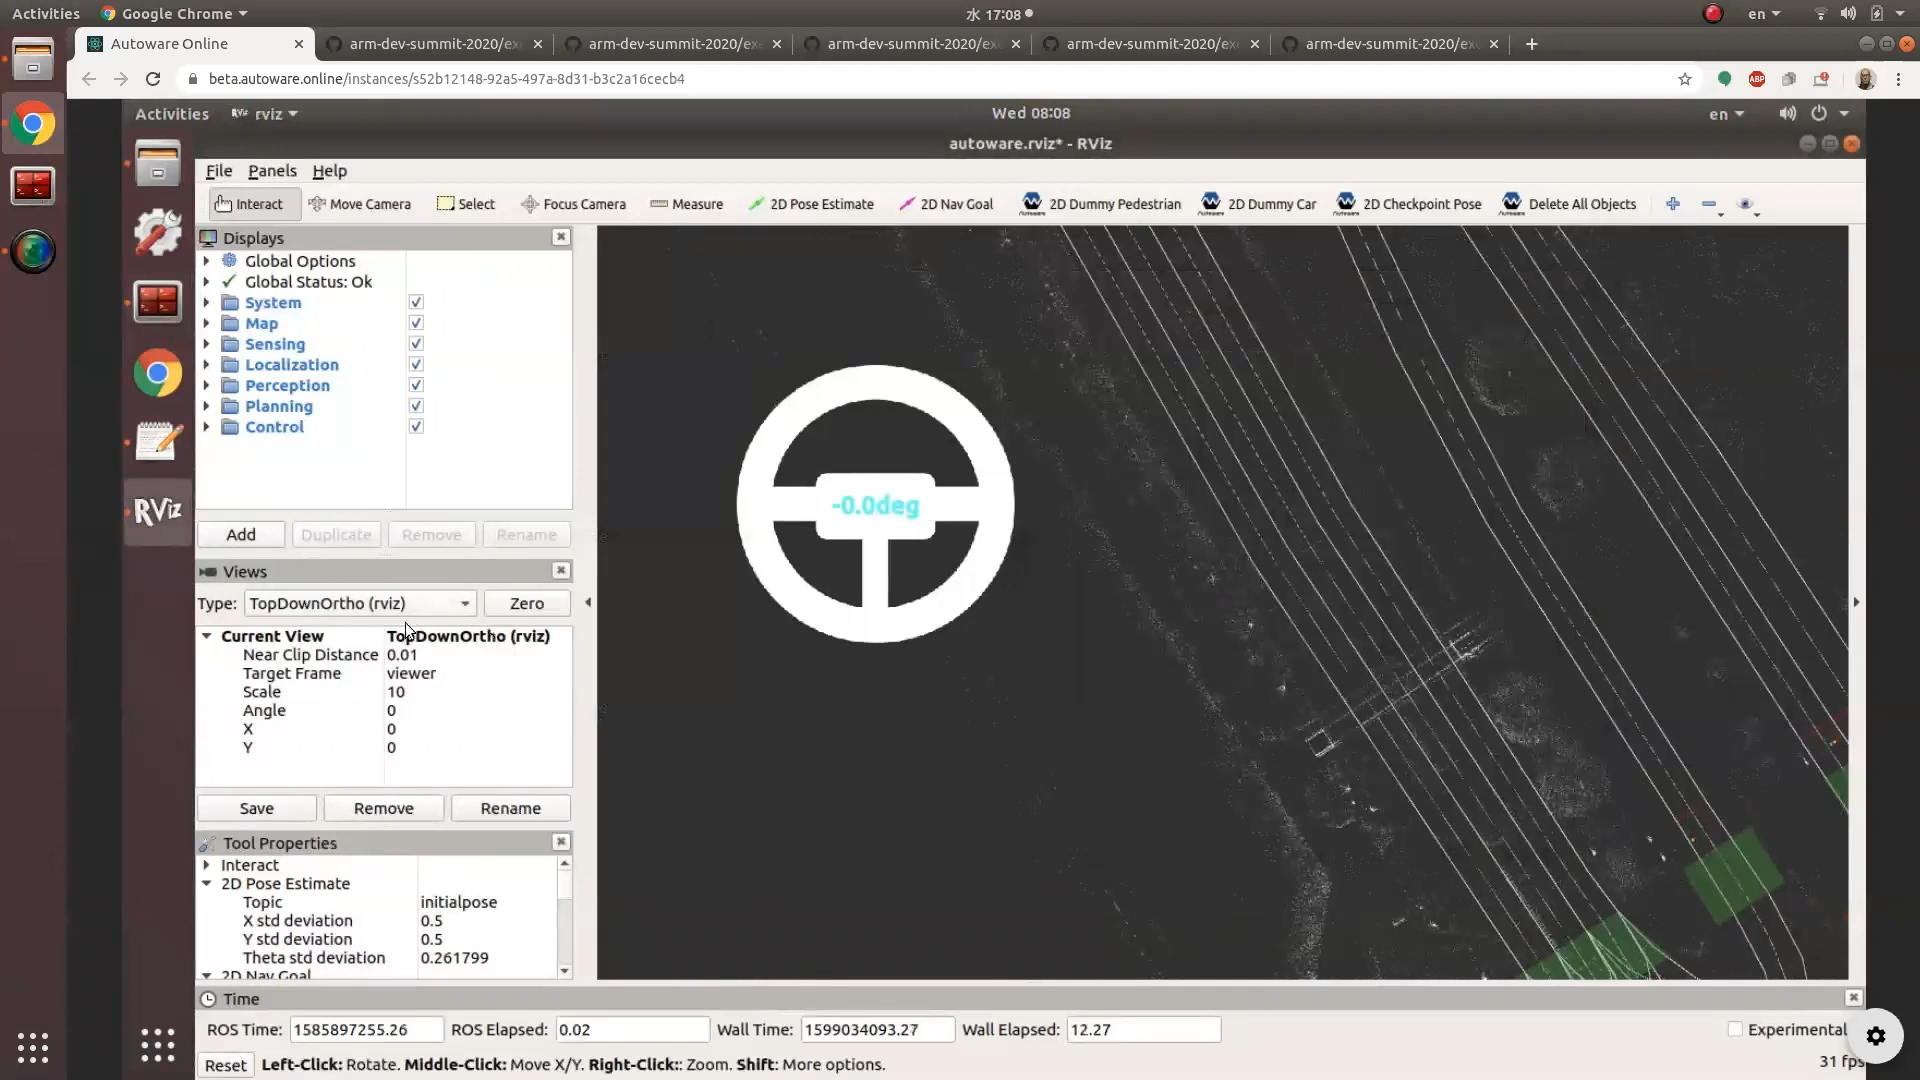 Activities Google Chrome 水 17:08 en
Autoware Online arm-dev-summit-2020/ex arm-dev-summit-2020/ex arm-dev-summit-2020/ex arm-dev-summit-2020/ex arm-dev-summit-2020/ex
beta.autoware.online/instances/s52b12148-92a5-497a-8d31-b3c2a16cecb4 ABP
Activities RViz rviz Wed 08:08 en
autoware.rviz* - RViz
File Panels Help
Interact Move Camera Select Focus Camera Measure 2D Pose Estimate 2D Nav Goal 2D Dummy Pedestrian 2D Dummy Car 2D Checkpoint Pose Delete All Objects
Displays
Global Options
Global Status: Ok
System
Map
Sensing
Localization
Perception
Planning
Control
RViz
-0.0deg
Add Duplicate Remove Rename
Views
Type: TopDownOrtho (rviz) Zero
Current View TopDownOrtho (rviz)
Near Clip Distance 0.01
Target Frame viewer
Scale 10
Angle 0
X 0
Y 0
Save Remove Rename
Tool Properties
Interact
2D Pose Estimate
Topic initialpose
X std deviation 0.5
Y std deviation 0.5
Theta std deviation 0.261799
2D Nav Goal
Time
ROS Time: 1585897255.26 ROS Elapsed: 0.02 Wall Time: 1599034093.27 Wall Elapsed: 12.27 Experimental
Reset Left-Click: Rotate. Middle-Click: Move X/Y. Right-Click:: Zoom. Shift: More options. 31 fps